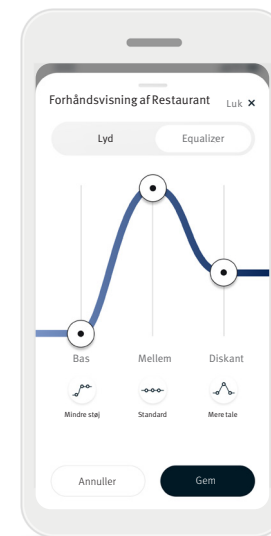 Forhåndsvisning af Restaurant Luk ×
Lyd Equalizer
Bas Mellem Diskant
Mindre støj Standard Mere tale
Annuller Gem